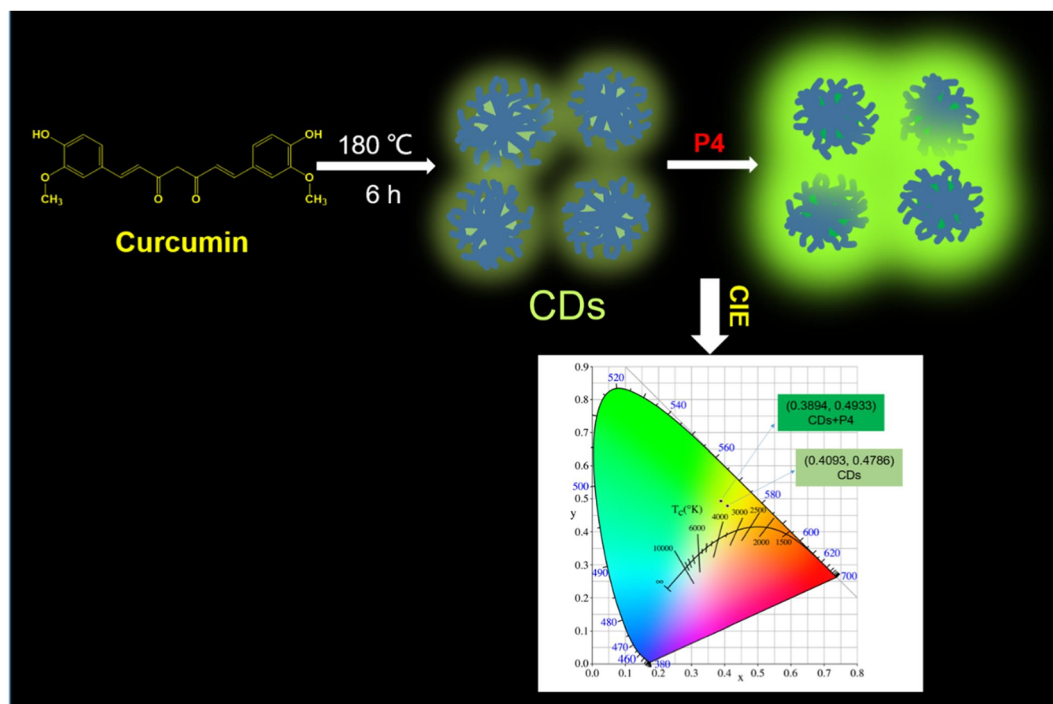 HO
O
CH3
O
O
OH
O
CH3
Curcumin
180 ℃
6 h
CDs
P4
CIE
0.9
0.8
0.7
0.6
0.5
y
0.4
0.3
0.2
0.1
0.0
0.0 0.1 0.2 0.3 0.4 0.5 0.6 0.7 0.8
x
520
540
560
580
600
620
700
500
490
480
470
460
380
(0.3894, 0.4933)
CDs+P4
(0.4093, 0.4786)
CDs
Tc(°K)
∞
10000
6000
4000
3000
2500
2000
1500